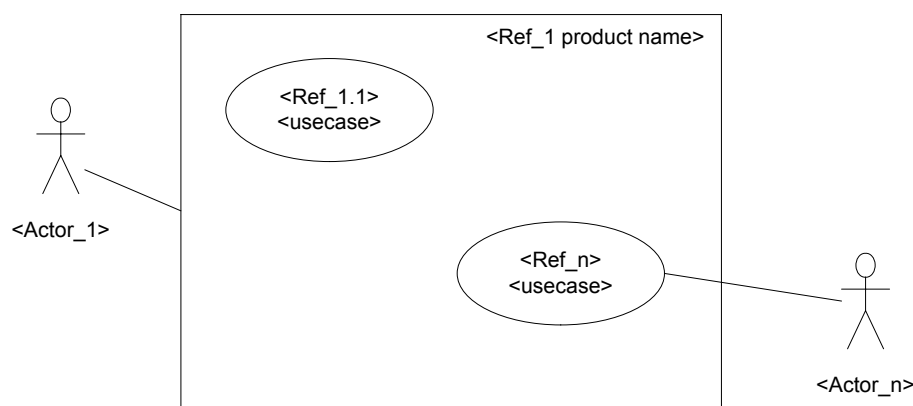 <Ref_1 product name>
<Ref_1.1>
<usecase>
<Actor_1>
<Ref_n>
<usecase>
<Actor_n>